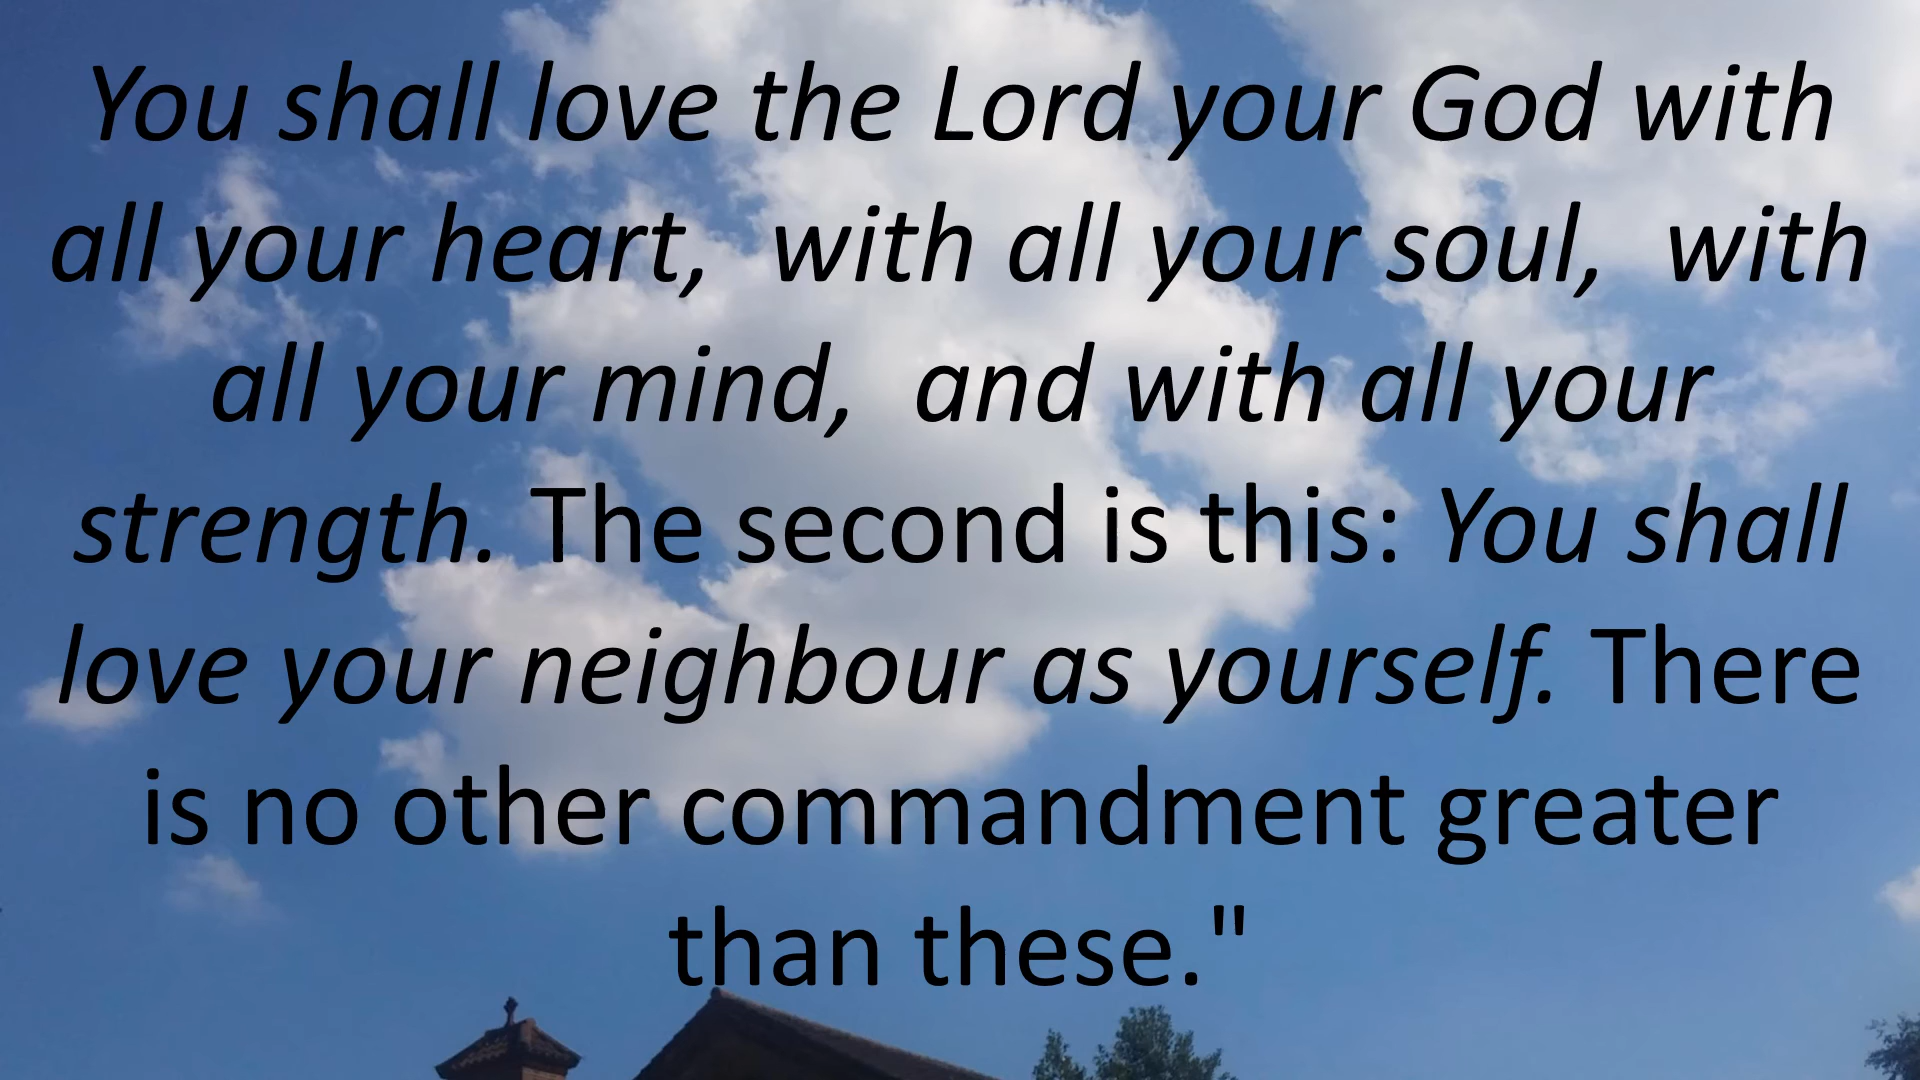 You shall love the Lord your God with
all your heart,  with all your soul,  with
all your mind,  and with all your
strength. The second is this: You shall
love your neighbour as yourself. There
is no other commandment greater
than these."